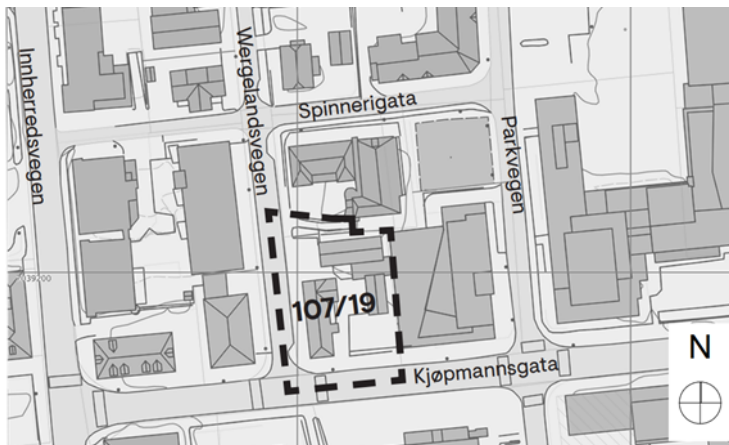 Innherredsvegen
Wergelandsvegen
Spinnerigata
Parkvegen
107/19
Kjøpmannsgata
N